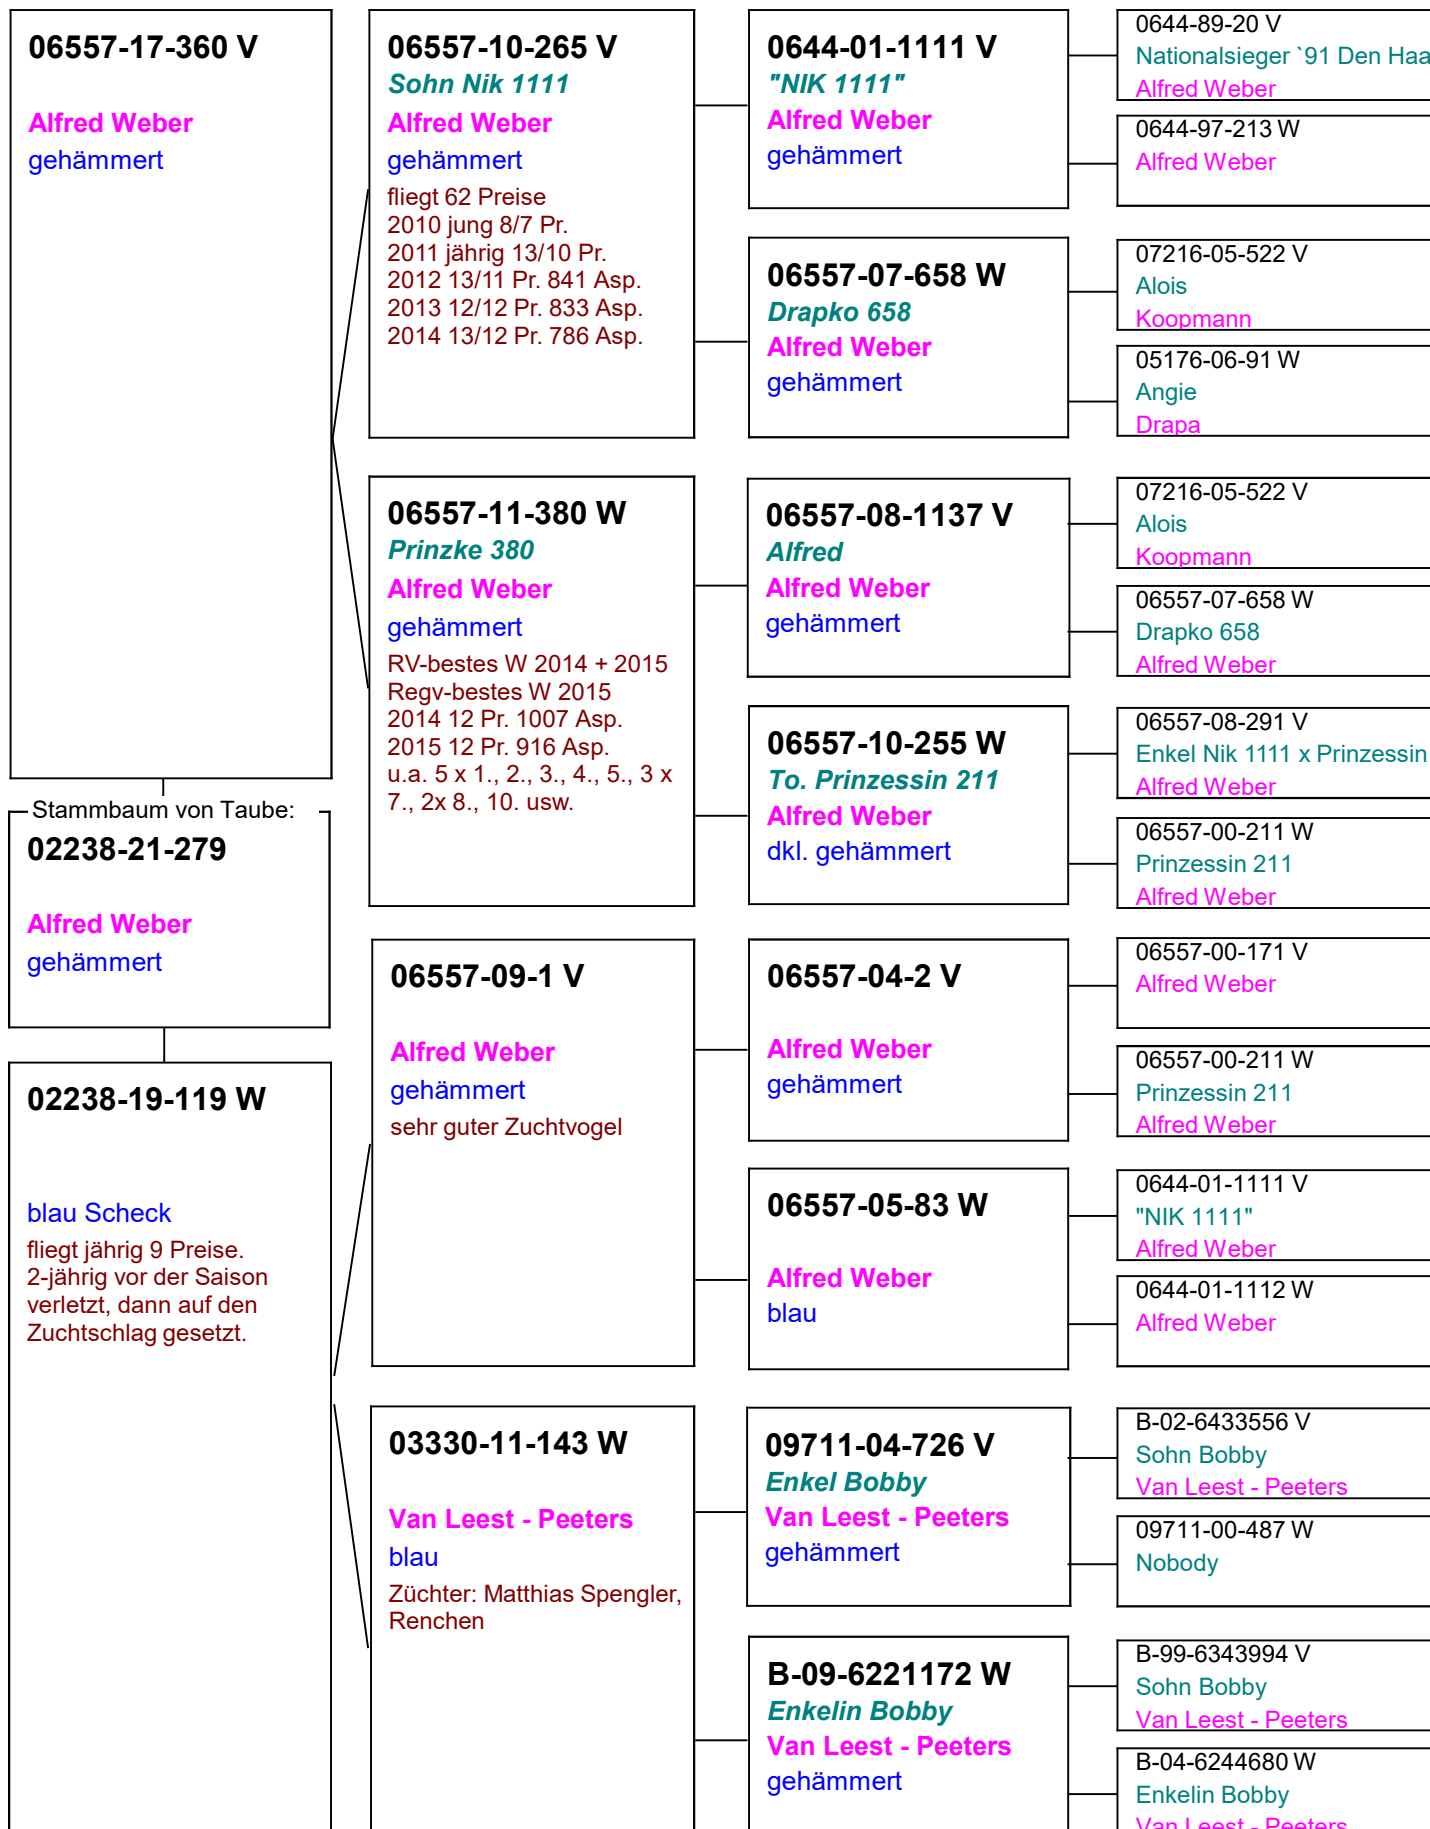 06557-17-360 V
Alfred Weber
gehämmert
Stammbaum von Taube:
02238-21-279
Alfred Weber
gehämmert
02238-19-119 W
blau Scheck
fliegt jährig 9 Preise.
2-jährig vor der Saison
verletzt, dann auf den
Zuchtschlag gesetzt.
06557-10-265 V
Sohn Nik 1111
Alfred Weber
gehämmert
fliegt 62 Preise
2010 jung 8/7 Pr.
2011 jährig 13/10 Pr.
2012 13/11 Pr. 841 Asp.
2013 12/12 Pr. 833 Asp.
2014 13/12 Pr. 786 Asp.
06557-11-380 W
Prinzke 380
Alfred Weber
gehämmert
RV-bestes W 2014 + 2015
Regv-bestes W 2015
2014 12 Pr. 1007 Asp.
2015 12 Pr. 916 Asp.
u.a. 5 x 1., 2., 3., 4., 5., 3 x
7., 2x 8., 10. usw.
06557-09-1 V
Alfred Weber
gehämmert
sehr guter Zuchtvogel
03330-11-143 W
Van Leest - Peeters
blau
Züchter: Matthias Spengler,
Renchen
0644-01-1111 V
"NIK 1111"
Alfred Weber
gehämmert
06557-07-658 W
Drapko 658
Alfred Weber
gehämmert
06557-08-1137 V
Alfred
Alfred Weber
gehämmert
06557-10-255 W
To. Prinzessin 211
Alfred Weber
dkl. gehämmert
06557-04-2 V
Alfred Weber
gehämmert
06557-05-83 W
Alfred Weber
blau
09711-04-726 V
Enkel Bobby
Van Leest - Peeters
gehämmert
B-09-6221172 W
Enkelin Bobby
Van Leest - Peeters
gehämmert
0644-89-20 V
Nationalsieger `91 Den Haa
Alfred Weber
0644-97-213 W
Alfred Weber
07216-05-522 V
Alois
Koopmann
05176-06-91 W
Angie
Drapa
07216-05-522 V
Alois
Koopmann
06557-07-658 W
Drapko 658
Alfred Weber
06557-08-291 V
Enkel Nik 1111 x Prinzessin
Alfred Weber
06557-00-211 W
Prinzessin 211
Alfred Weber
06557-00-171 V
Alfred Weber
06557-00-211 W
Prinzessin 211
Alfred Weber
0644-01-1111 V
"NIK 1111"
Alfred Weber
0644-01-1112 W
Alfred Weber
B-02-6433556 V
Sohn Bobby
Van Leest - Peeters
09711-00-487 W
Nobody
B-99-6343994 V
Sohn Bobby
Van Leest - Peeters
B-04-6244680 W
Enkelin Bobby
Van Leest - Peeters